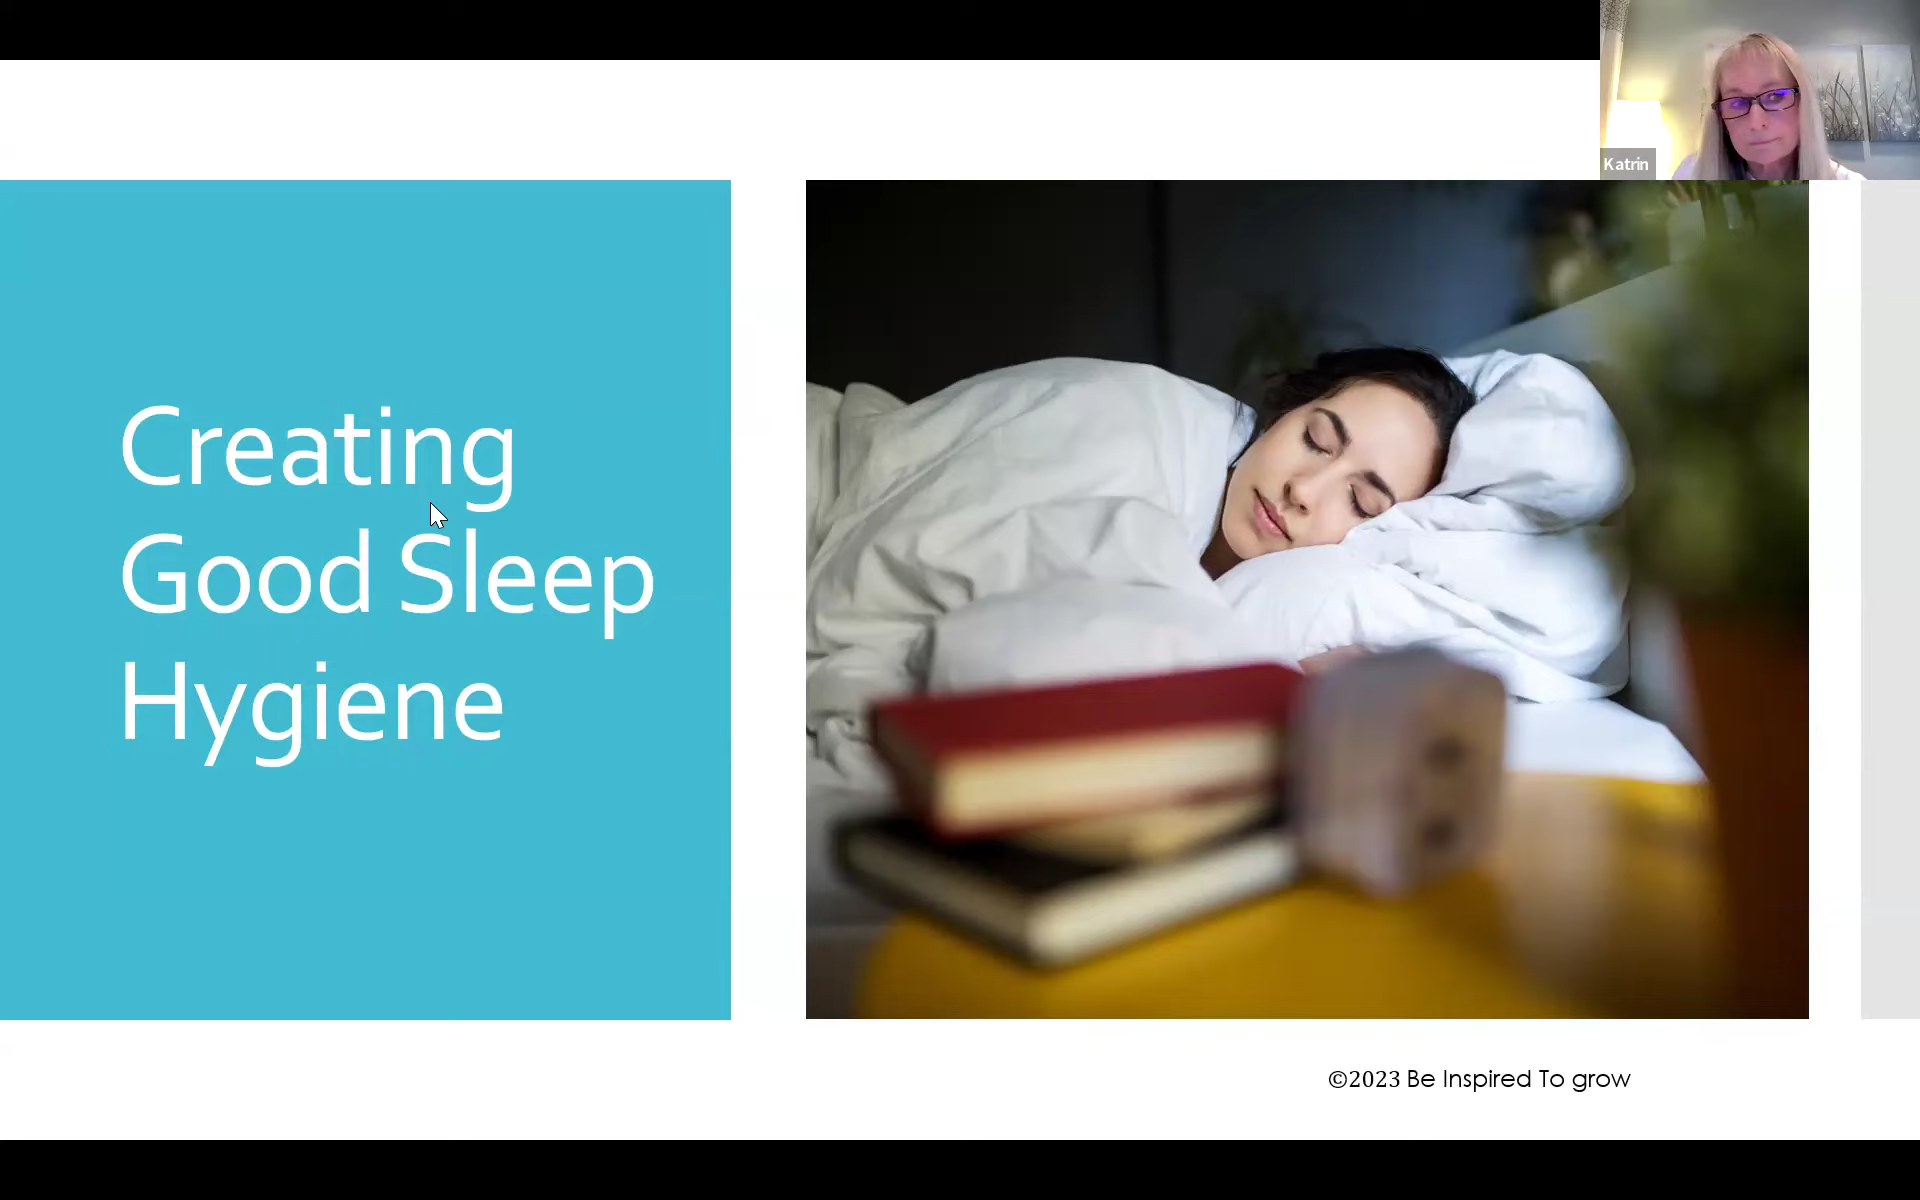 Katrin
Creating
Good Sleep
Hygiene
©2023 Be Inspired To grow